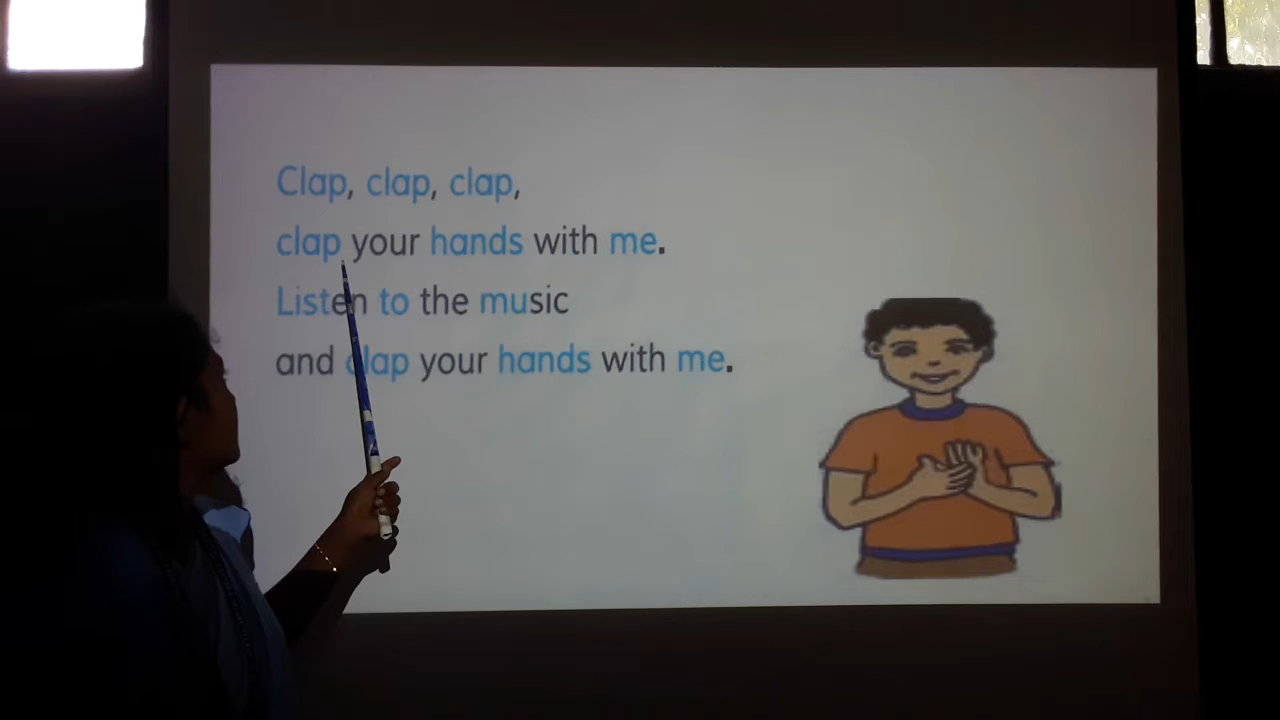 Clap, clap, clap,
clap your hands with me.
Listen to the music
and clap your hands with me.